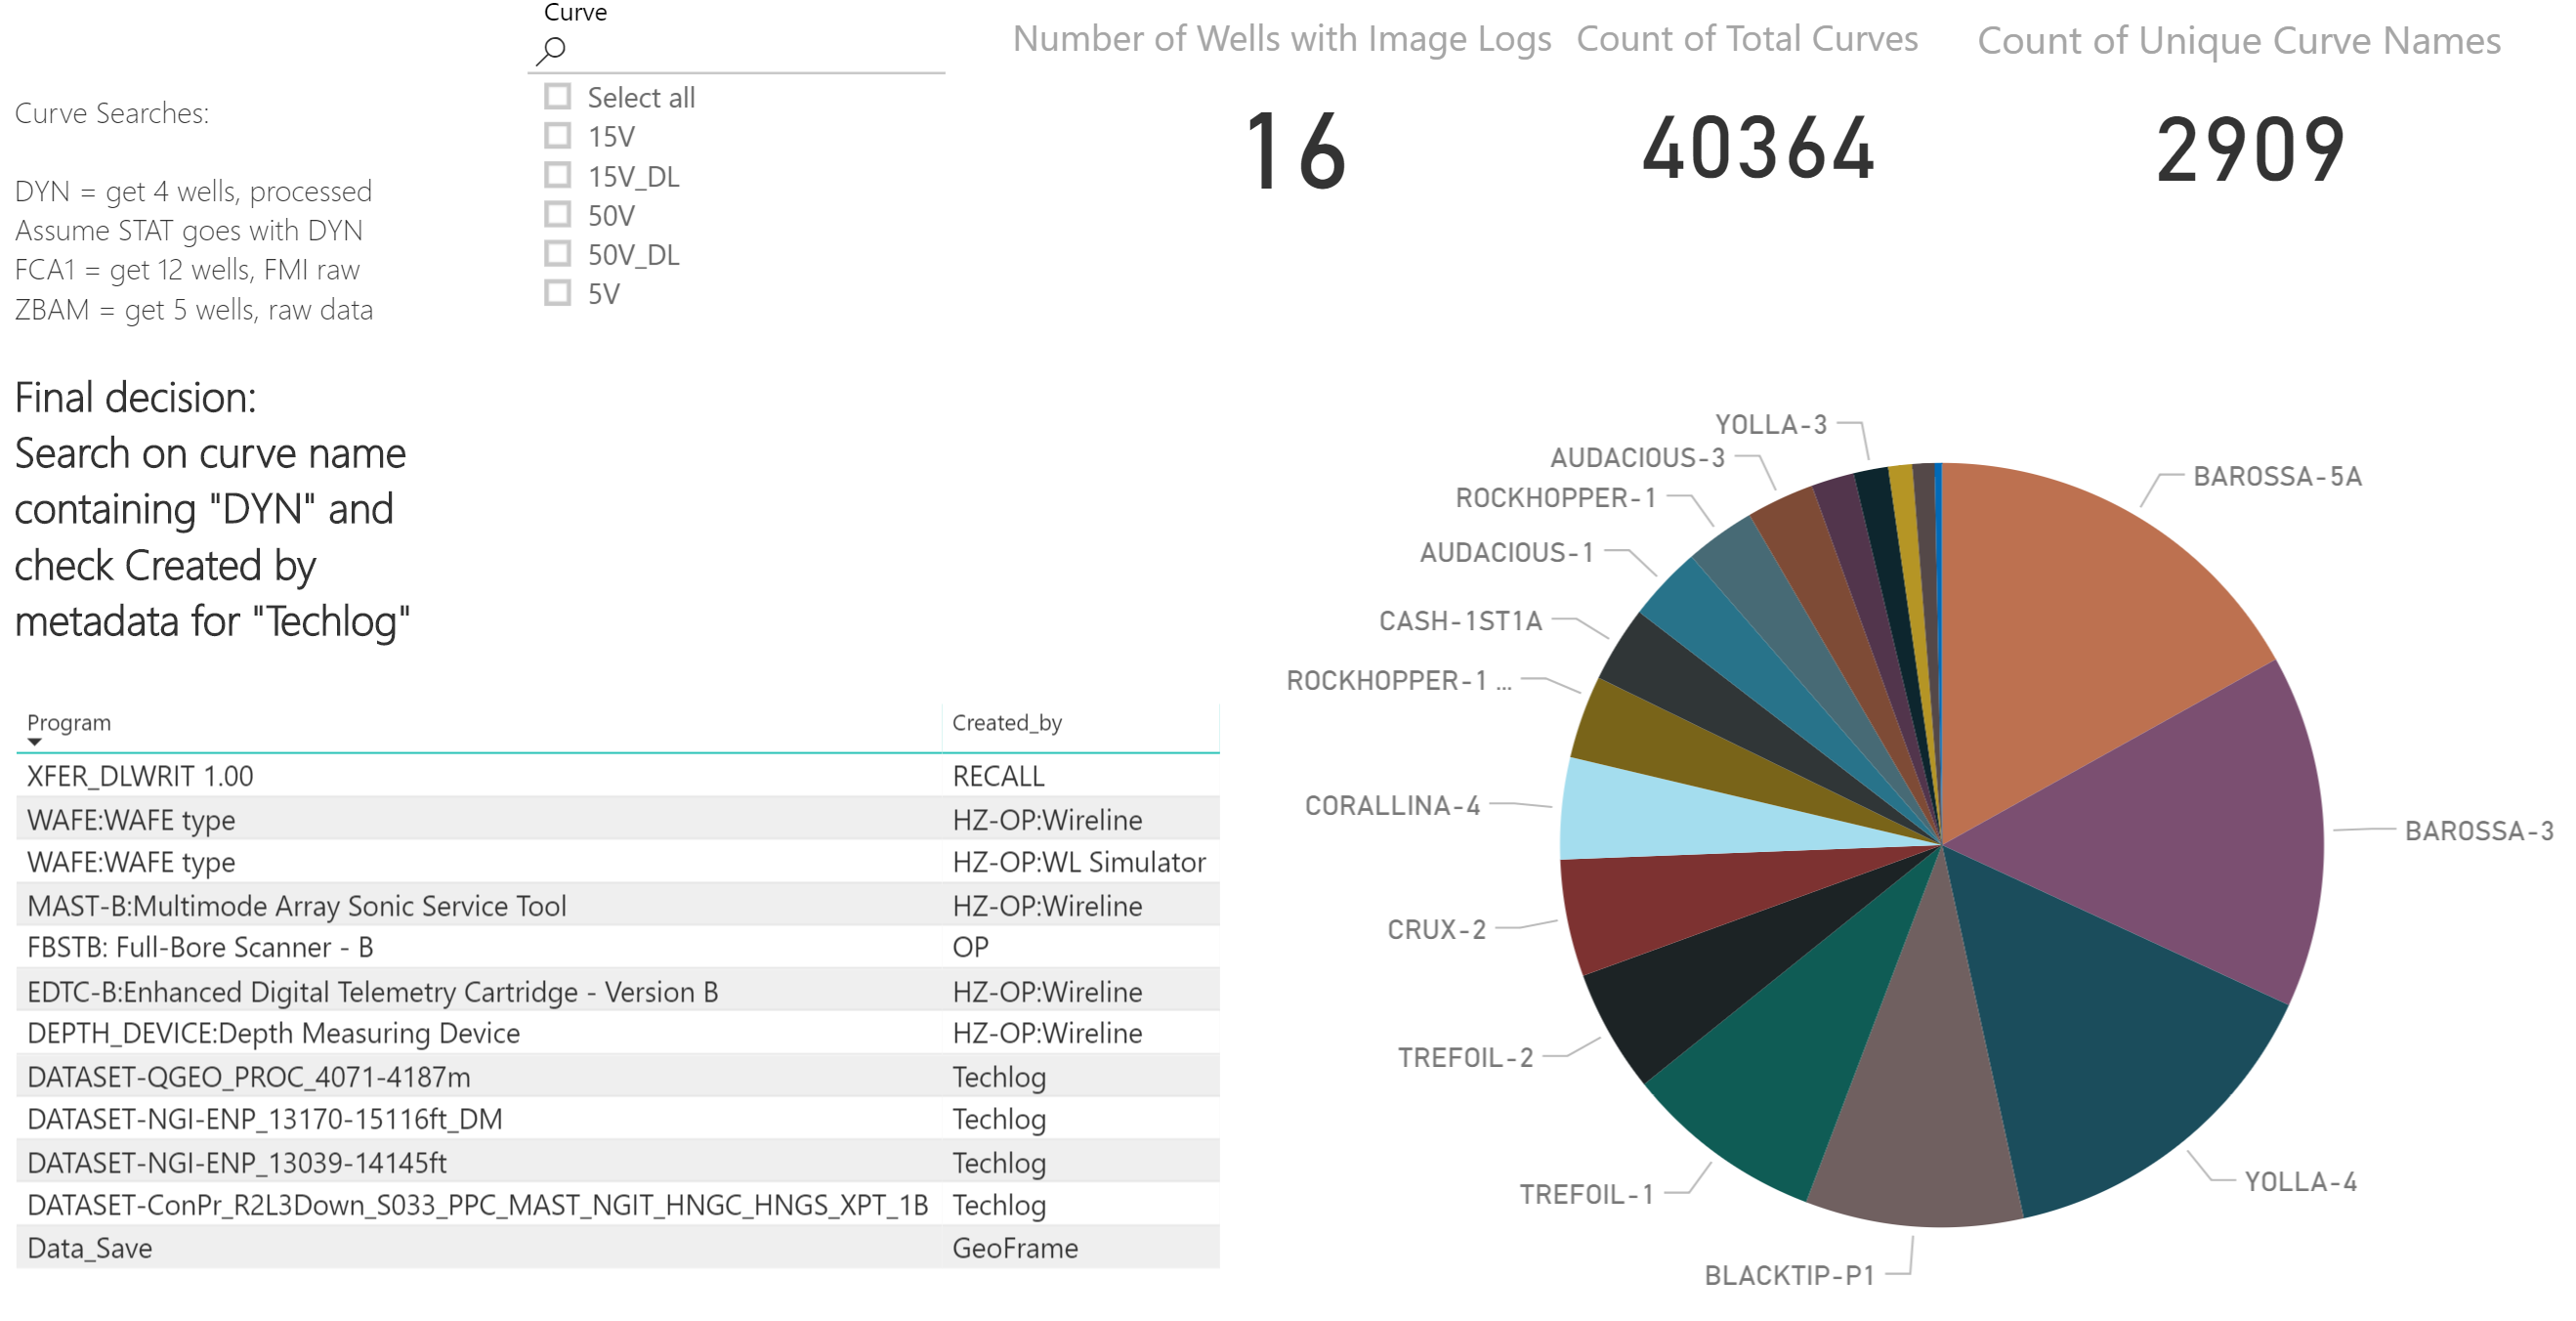 Curve
Select all
15V
15V_DL
50V
50V_DL
5V
Number of Wells with Image Logs
16
Count of Total Curves
40364
Count of Unique Curve Names
2909
Curve Searches:
DYN = get 4 wells, processed
Assume STAT goes with DYN
FCA1 = get 12 wells, FMI raw
ZBAM = get 5 wells, raw data
Final decision:
Search on curve name
containing "DYN" and
check Created by
metadata for "Techlog"
Program Created_by
XFER_DLWRIT 1.00 RECALL
WAFE:WAFE type HZ-OP:Wireline
WAFE:WAFE type HZ-OP:WL Simulator
MAST-B:Multimode Array Sonic Service Tool HZ-OP:Wireline
FBSTB: Full-Bore Scanner - B OP
EDTC-B:Enhanced Digital Telemetry Cartridge - Version B HZ-OP:Wireline
DEPTH_DEVICE:Depth Measuring Device HZ-OP:Wireline
DATASET-QGEO_PROC_4071-4187m Techlog
DATASET-NGI-ENP_13170-15116ft_DM Techlog
DATASET-NGI-ENP_13039-14145ft Techlog
DATASET-ConPr_R2L3Down_S033_PPC_MAST_NGIT_HNGC_HNGS_XPT_1B Techlog
Data_Save GeoFrame
YOLLA-3
AUDACIOUS-3
ROCKHOPPER-1
AUDACIOUS-1
CASH-1ST1A
ROCKHOPPER-1 ...
CORALLINA-4
CRUX-2
TREFOIL-2
TREFOIL-1
BLACKTIP-P1
YOLLA-4
BAROSSA-3
BAROSSA-5A